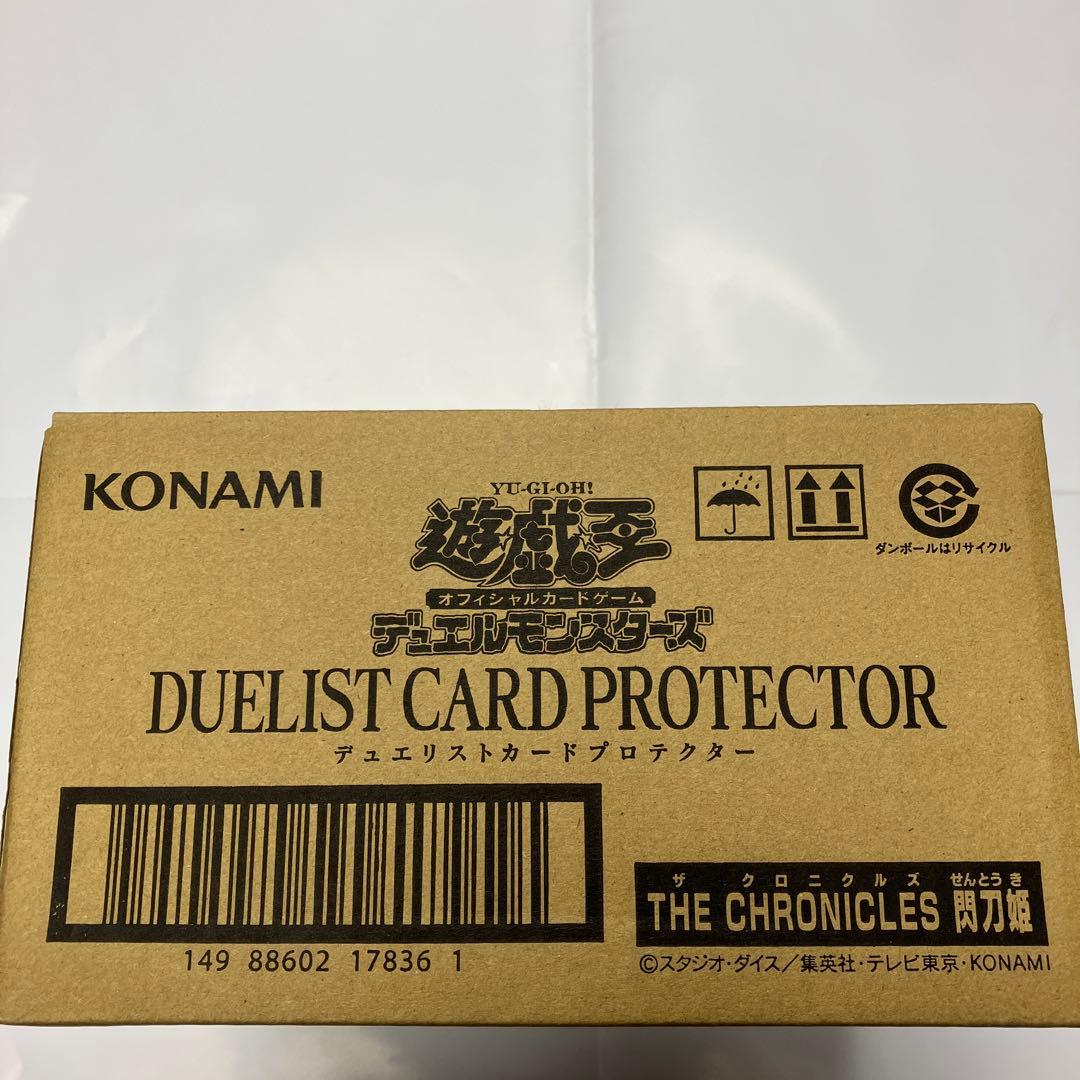 KONAMI
YU-GI-OH!
遊戯王
オフィシャルカードゲーム
デュエルモンスターズ
ダンボールはリサイクル
DUELIST CARD PROTECTOR
デュエリストカードプロテクター
149 88602 17836 1
ザ クロニクルズ せんとうき
THE CHRONICLES 閃刀姫
©スタジオ・ダイス／集英社・テレビ東京・KONAMI